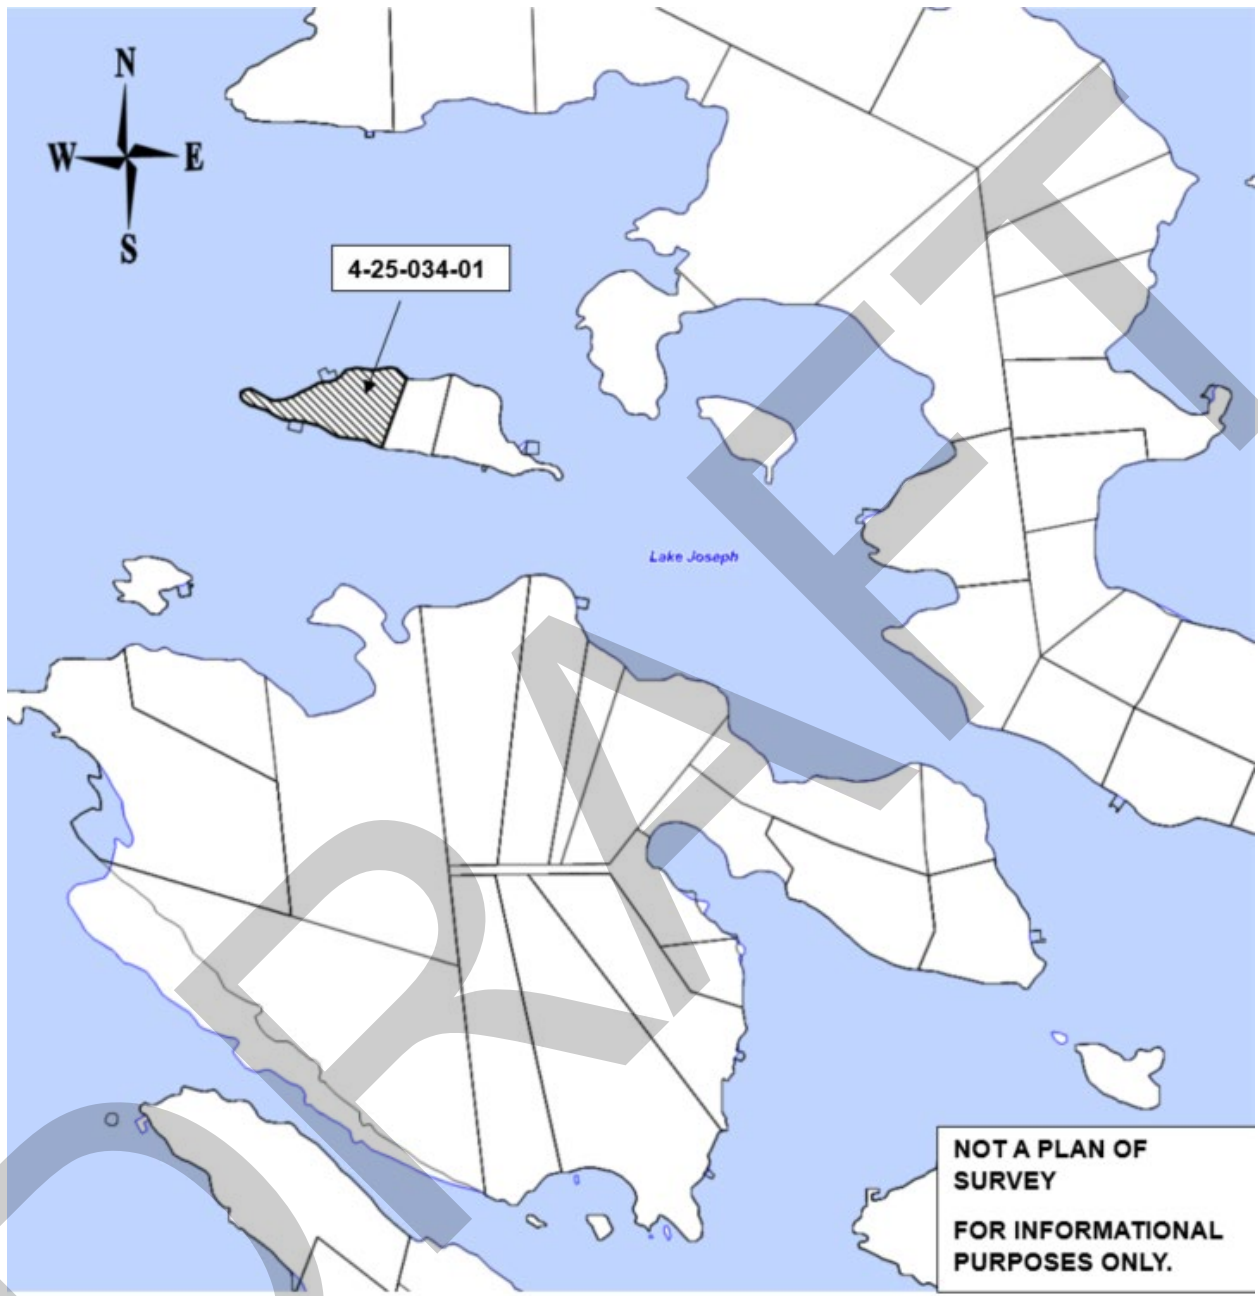 N
W E
S
4-25-034-01
Lake Joseph
DRAFT
NOT A PLAN OF
SURVEY
FOR INFORMATIONAL
PURPOSES ONLY.